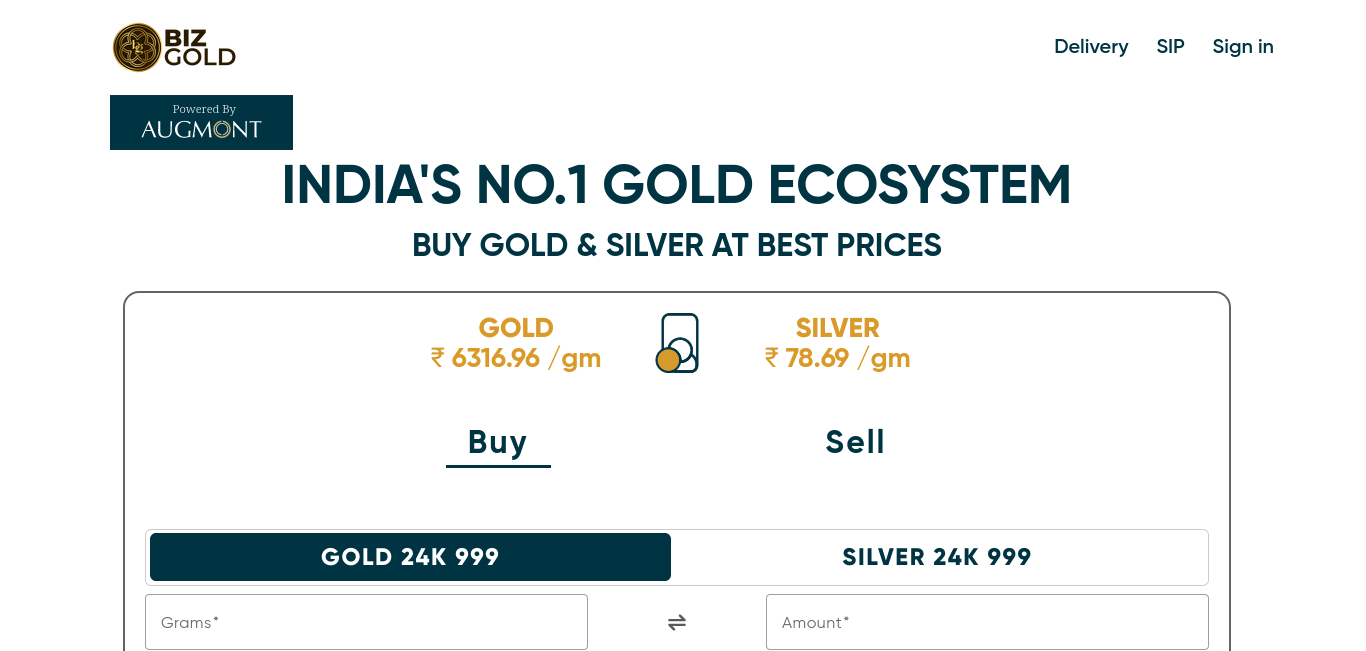 BIZ
GOLD
Delivery SIP Sign in
Powered By
AUGMONT
INDIA'S NO.1 GOLD ECOSYSTEM
BUY GOLD & SILVER AT BEST PRICES
GOLD
₹ 6316.96 /gm
SILVER
₹ 78.69 /gm
Buy Sell
GOLD 24K 999 SILVER 24K 999
Grams* Amount*